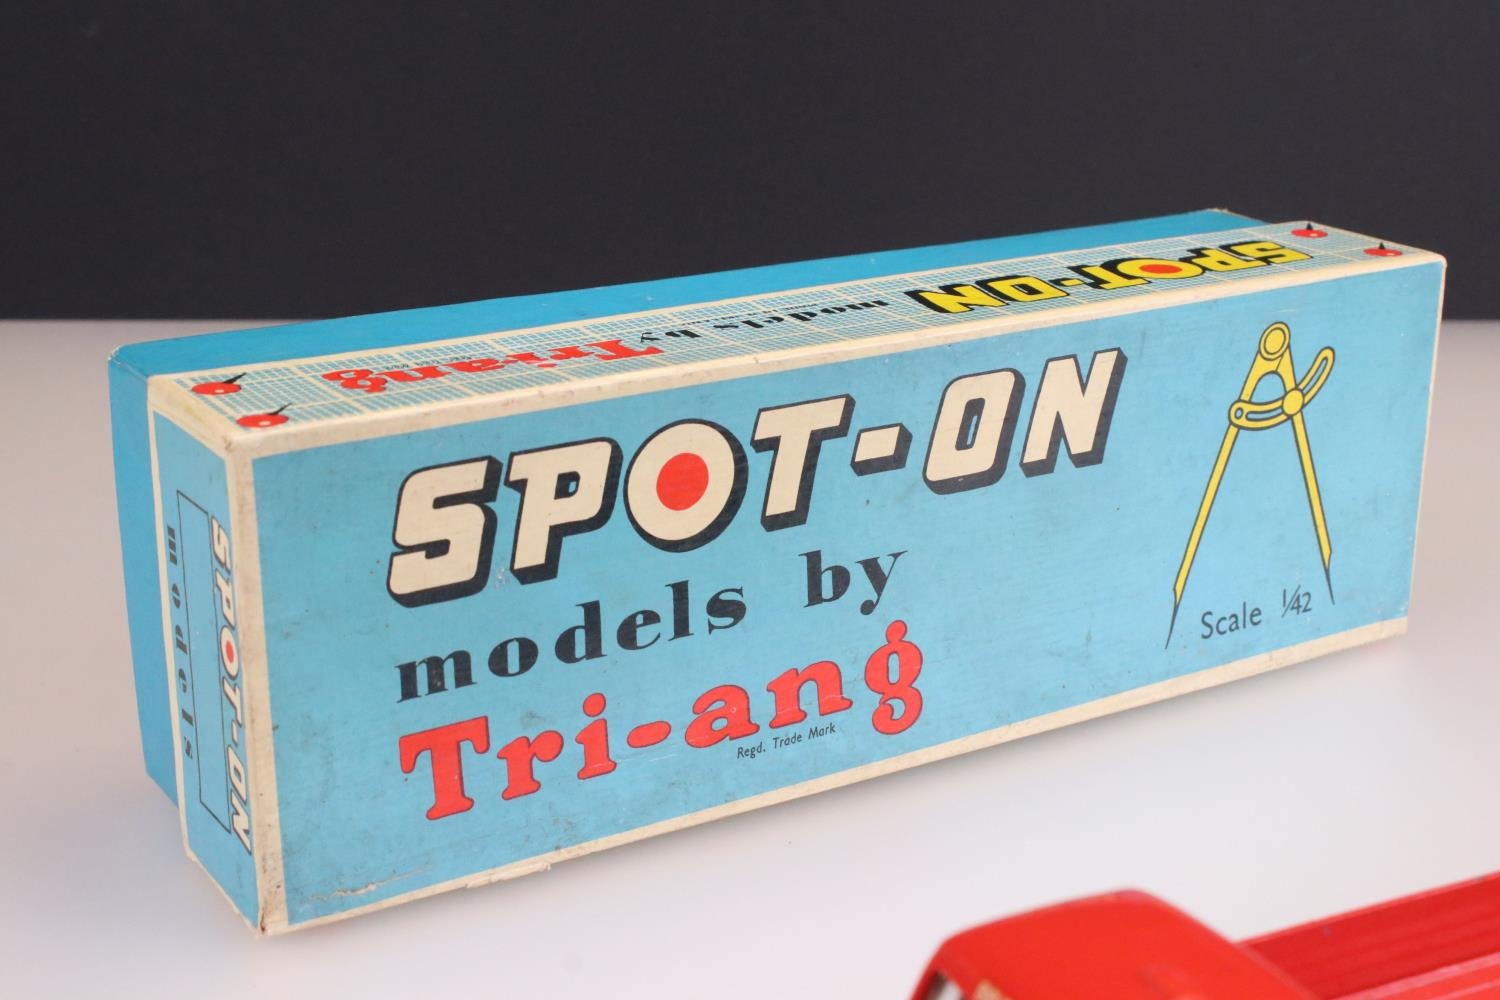 SPOT-ON
models by
Tri-ang
SPOT-ON
models by
Tri-ang
Regd. Trade Mark
Scale 1/42
SPOT-ON
models